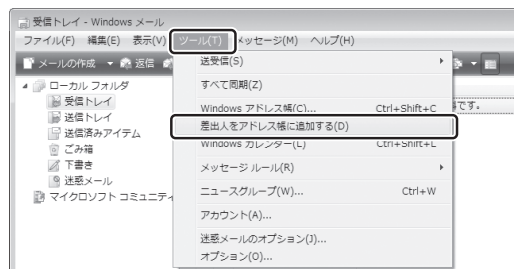 受信トレイ - Windows メール
ファイル(F) 編集(E) 表示(V) ツール(T) メッセージ(M) ヘルプ(H)
メールの作成 返信
送受信(S)
すべて同期(Z)
Windows アドレス帳(C)... Ctrl+Shift+C
差出人をアドレス帳に追加する(D)
Windows カレンダー(L) Ctrl+Shift+L
メッセージ ルール(R)
ニュースグループ(W)... Ctrl+W
アカウント(A)...
迷惑メールのオプション(J)...
オプション(O)...
ローカル フォルダ
受信トレイ
送信トレイ
送信済みアイテム
ごみ箱
下書き
迷惑メール
マイクロソフト コミュニティ
です。